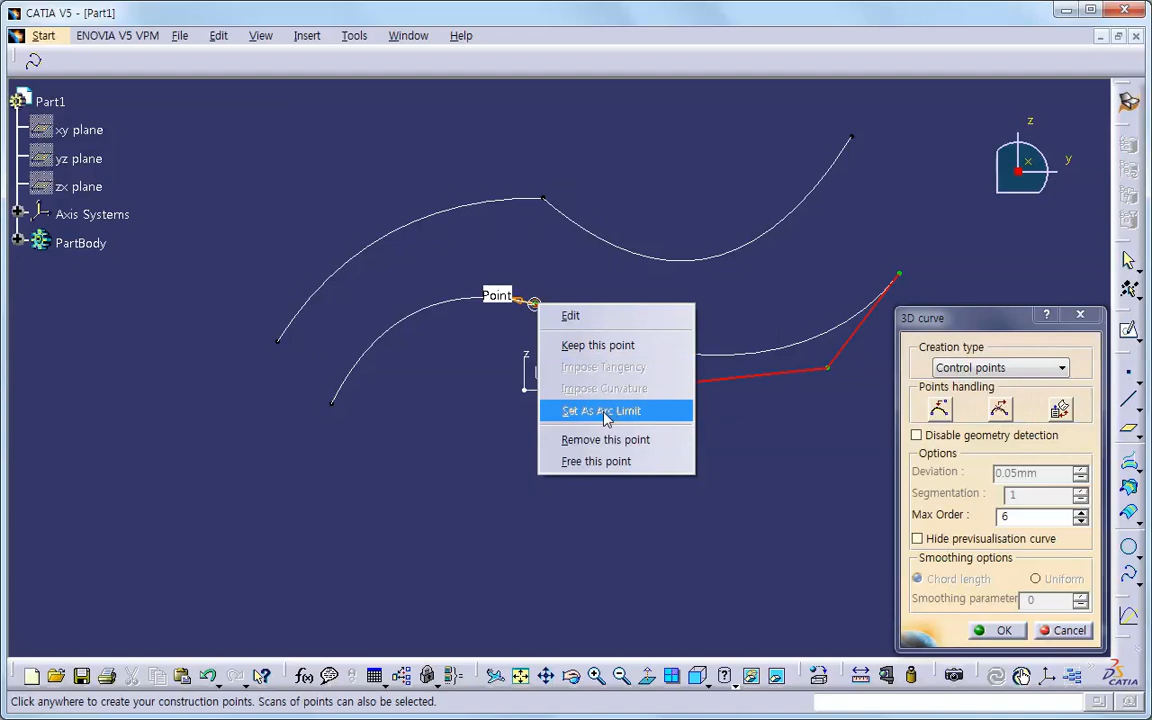 CATIA V5 - [Part1]
Start ENOVIA V5 VPM File Edit View Insert Tools Window Help
Part1
xy plane
yz plane
zx plane
Axis Systems
PartBody
z
y
x
Point
z
Edit
Keep this point
Impose Tangency
Impose Curvature
Set As Arc Limit
Remove this point
Free this point
3D curve
?
Creation type
Control points
Points handling
Disable geometry detection
Options
Deviation : 0.05mm
Segmentation : 1
Max Order : 6
Hide previsualisation curve
Smoothing options
Chord length Uniform
Smoothing parameter 0
OK Cancel
f(x)
CATIA
Click anywhere to create your construction points. Scans of points can also be selected.